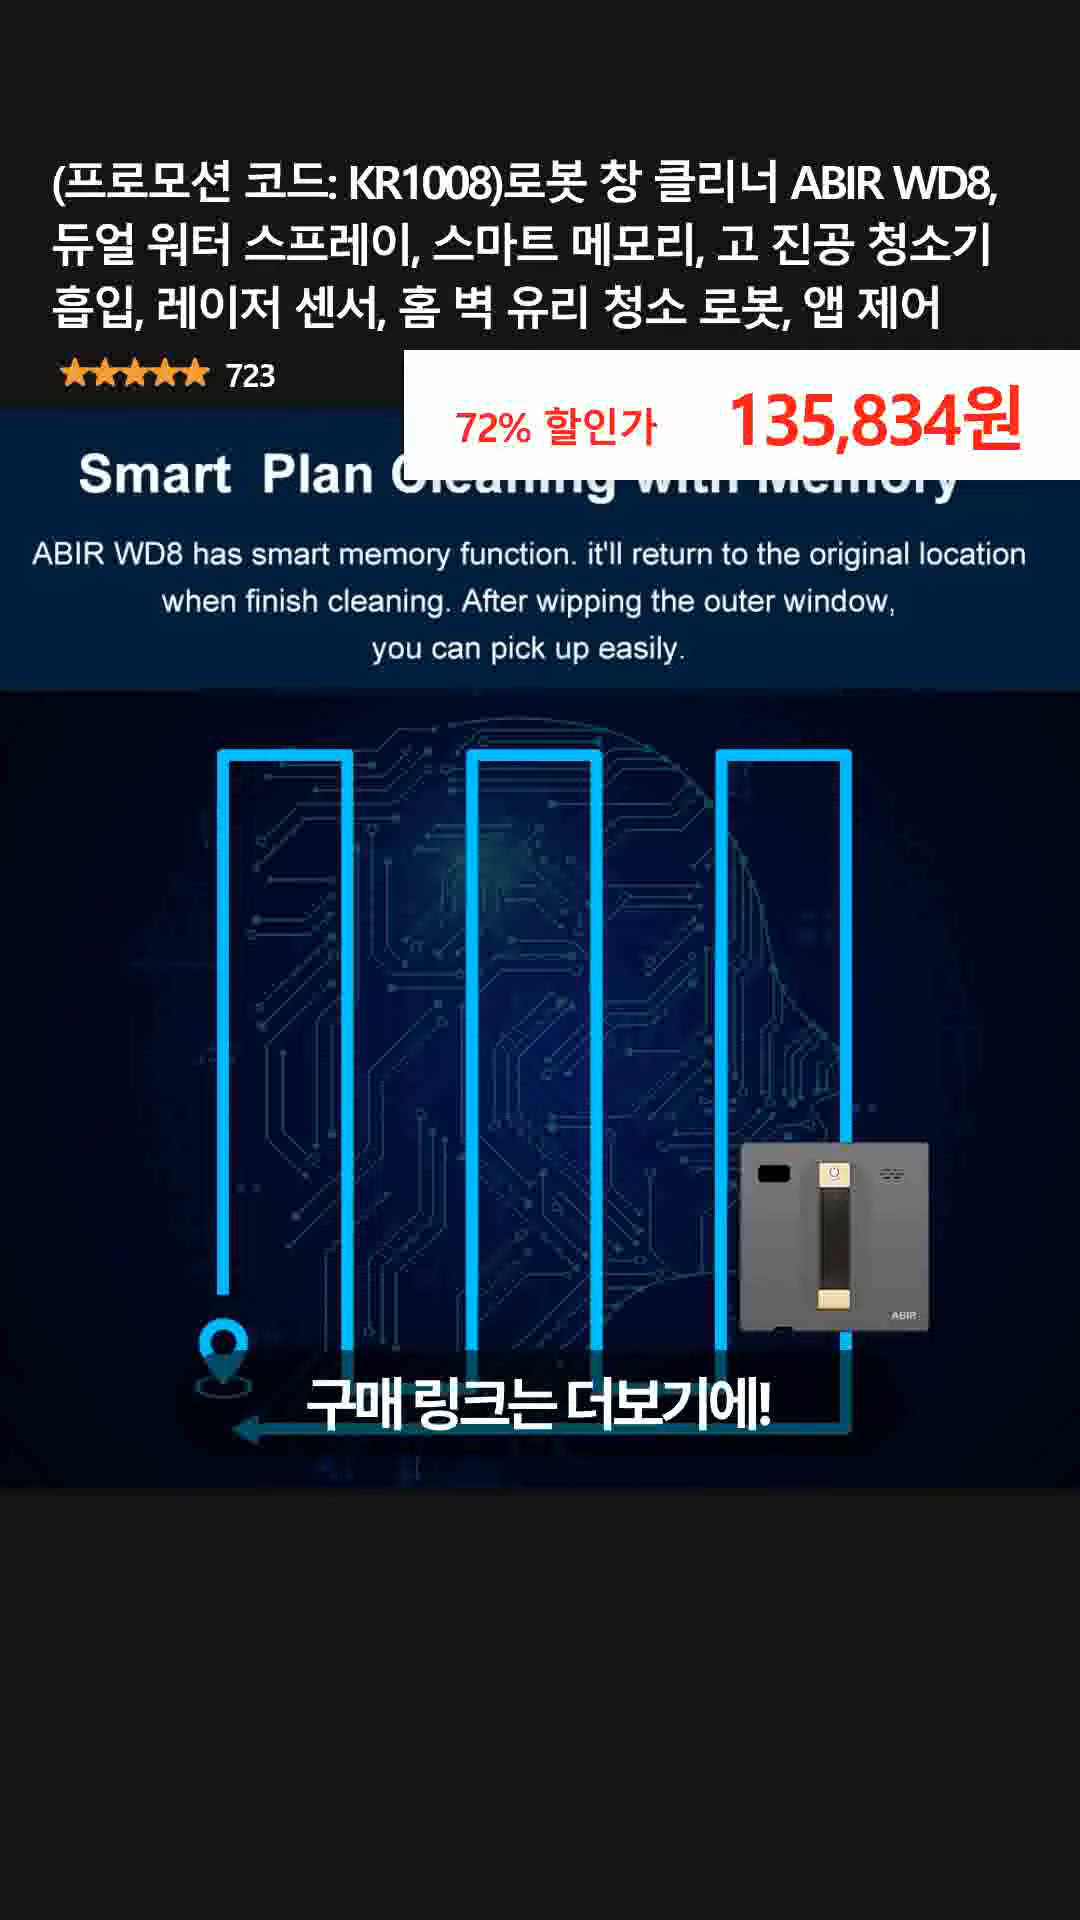 (프로모션 코드: KR1008)로봇 창 클리너 ABIR WD8,
듀얼 워터 스프레이, 스마트 메모리, 고 진공 청소기
흡입, 레이저 센서, 홈 벽 유리 청소 로봇, 앱 제어
723
72% 할인가 135,834원
Smart Plan Cleaning with Memory
ABIR WD8 has smart memory function. it'll return to the original location
when finish cleaning. After wipping the outer window,
you can pick up easily.
ABIR
구매 링크는 더보기에!